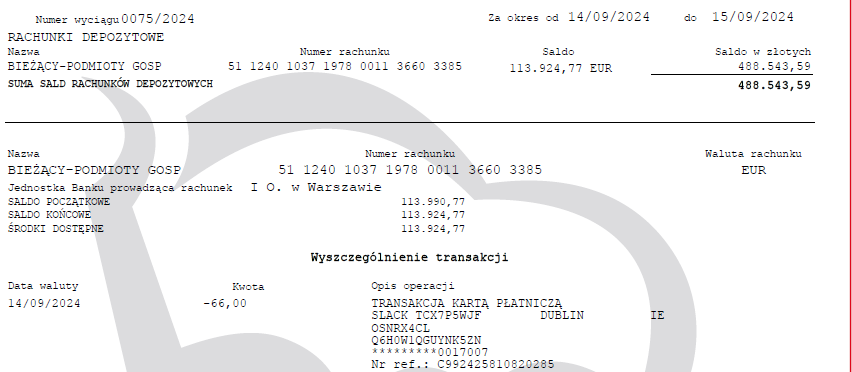 Numer wyciągu 0075/2024 Za okres od 14/09/2024 do 15/09/2024
RACHUNKI DEPOZYTOWE
Nazwa Numer rachunku Saldo Saldo w złotych
BIEŻĄCY-PODMIOTY GOSP 51 1240 1037 1978 0011 3660 3385 113.924,77 EUR 488.543,59
SUMA SALD RACHUNKÓW DEPOZYTOWYCH 488.543,59
Nazwa Numer rachunku Waluta rachunku
BIEŻĄCY-PODMIOTY GOSP 51 1240 1037 1978 0011 3660 3385 EUR
Jednostka Banku prowadząca rachunek I O. w Warszawie
SALDO POCZĄTKOWE 113.990,77
SALDO KOŃCOWE 113.924,77
ŚRODKI DOSTĘPNE 113.924,77
Wyszczególnienie transakcji
Data waluty Kwota Opis operacji
14/09/2024 -66,00 TRANSAKCJA KARTĄ PŁATNICZĄ
SLACK TCX7P5WJF DUBLIN IE
OSNRX4CL
Q6H0W1QGUYNK5ZN
*********0017007
Nr ref.: C992425810820285